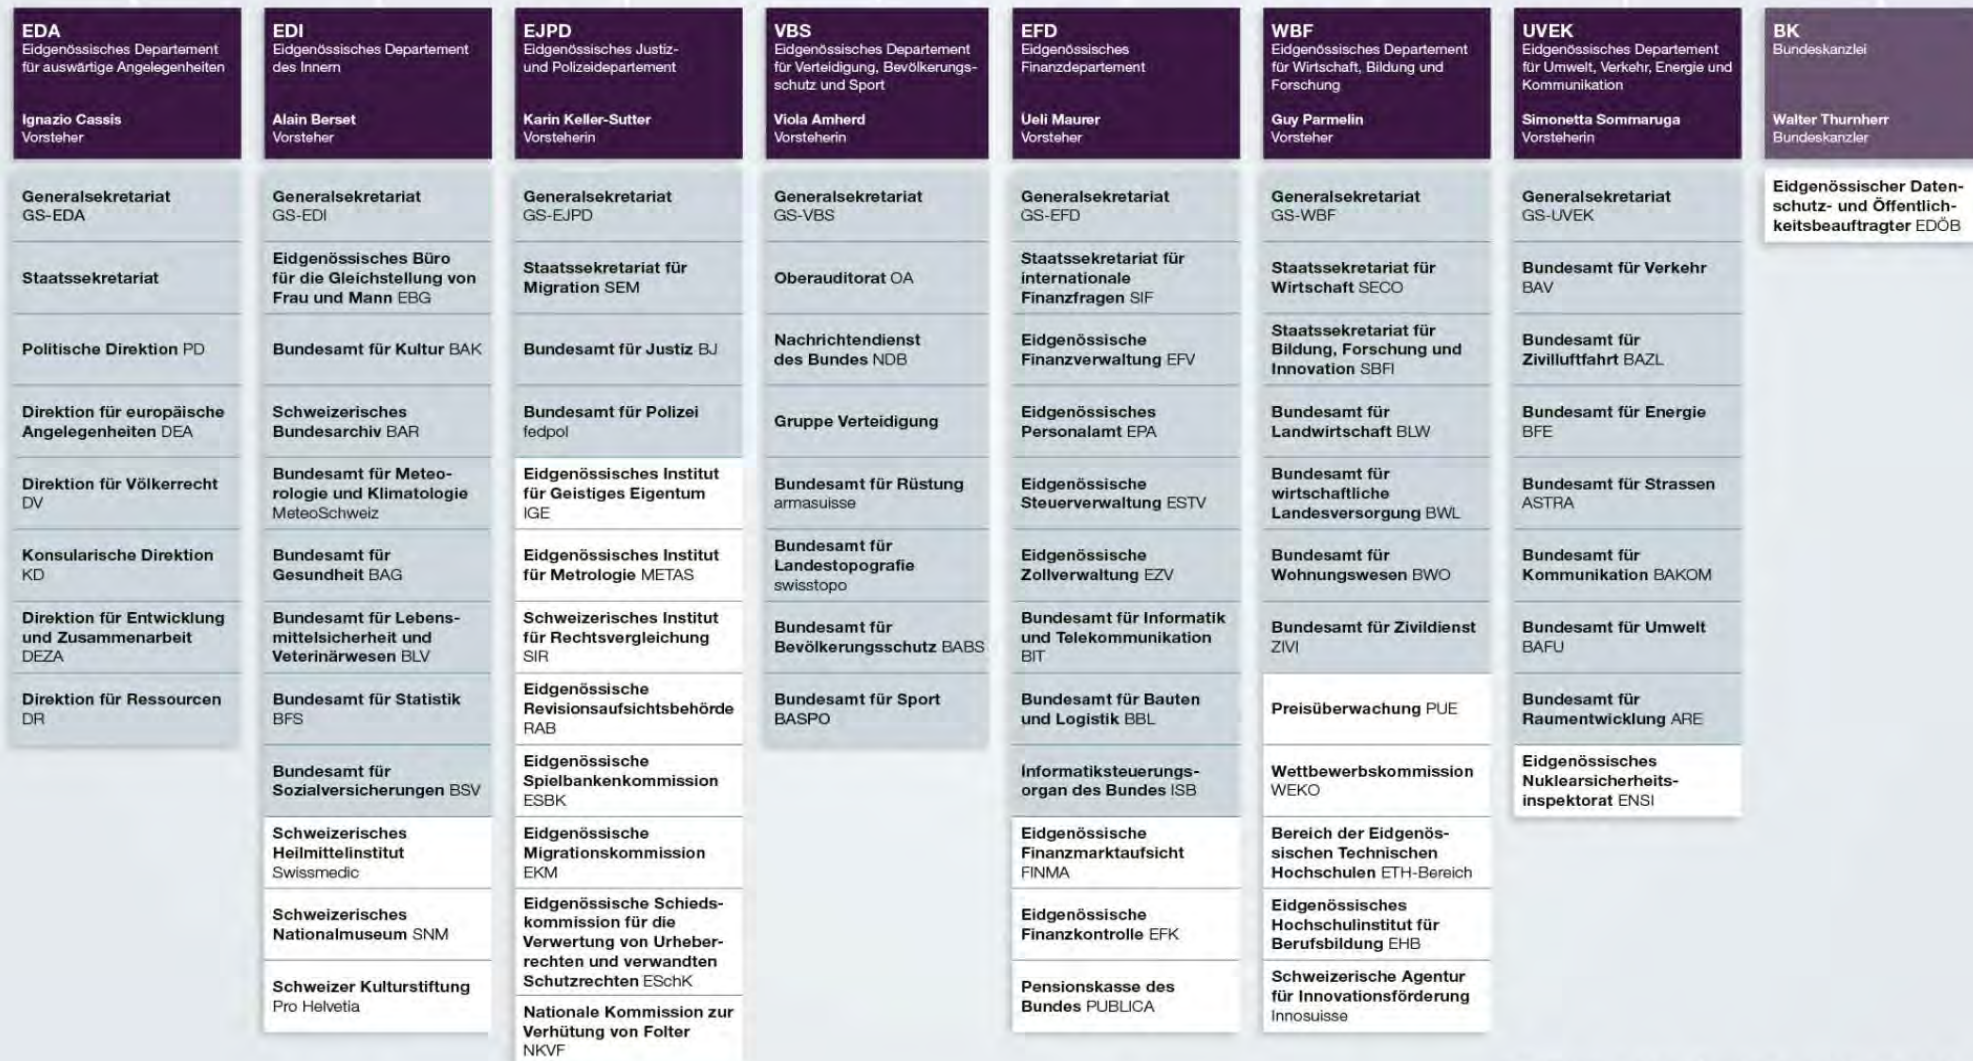 EDA
Eidgenössisches Departement
für auswärtige Angelegenheiten
Ignazio Cassis
Vorsteher
Generalsekretariat
GS-EDA
Staatssekretariat
Politische Direktion PD
Direktion für europäische
Angelegenheiten DEA
Direktion für Völkerrecht
DV
Konsularische Direktion
KD
Direktion für Entwicklung
und Zusammenarbeit
DEZA
Direktion für Ressourcen
DR
EDI
Eidgenössisches Departement
des Innern
Alain Berset
Vorsteher
Generalsekretariat
GS-EDI
Eidgenössisches Büro
für die Gleichstellung von
Frau und Mann EBG
Bundesamt für Kultur BAK
Schweizerisches
Bundesarchiv BAR
Bundesamt für Meteo-
rologie und Klimatologie
MeteoSchweiz
Bundesamt für
Gesundheit BAG
Bundesamt für Lebens-
mittelsicherheit und
Veterinärwesen BLV
Bundesamt für Statistik
BFS
Bundesamt für
Sozialversicherungen BSV
Schweizerisches
Heilmittelinstitut
Swissmedic
Schweizerisches
Nationalmuseum SNM
Schweizer Kulturstiftung
Pro Helvetia
EJPD
Eidgenössisches Justiz-
und Polizeidepartement
Karin Keller-Sutter
Vorsteherin
Generalsekretariat
GS-EJPD
Staatssekretariat für
Migration SEM
Bundesamt für Justiz BJ
Bundesamt für Polizei
fedpol
Eidgenössisches Institut
für Geistiges Eigentum
IGE
Eidgenössisches Institut
für Metrologie METAS
Schweizerisches Institut
für Rechtsvergleichung
SIR
Eidgenössische
Revisionsaufsichtsbehörde
RAB
Eidgenössische
Spielbankenkommission
ESBK
Eidgenössische
Migrationskommission
EKM
Eidgenössische Schieds-
kommission für die
Verwertung von Urheber-
rechten und verwandten
Schutzrechten ESchK
Nationale Kommission zur
Verhütung von Folter
NKVF
VBS
Eidgenössisches Departement
für Verteidigung, Bevölkerungs-
schutz und Sport
Viola Amherd
Vorsteherin
Generalsekretariat
GS-VBS
Oberauditorat OA
Nachrichtendienst
des Bundes NDB
Gruppe Verteidigung
Bundesamt für Rüstung
armasuisse
Bundesamt für
Landestopografie
swisstopo
Bundesamt für
Bevölkerungsschutz BABS
Bundesamt für Sport
BASPO
EFD
Eidgenössisches
Finanzdepartement
Ueli Maurer
Vorsteher
Generalsekretariat
GS-EFD
Staatssekretariat für
internationale
Finanzfragen SIF
Eidgenössische
Finanzverwaltung EFV
Eidgenössisches
Personalamt EPA
Eidgenössische
Steuerverwaltung ESTV
Eidgenössische
Zollverwaltung EZV
Bundesamt für Informatik
und Telekommunikation
BIT
Bundesamt für Bauten
und Logistik BBL
Informatiksteuerungs-
organ des Bundes ISB
Eidgenössische
Finanzmarktaufsicht
FINMA
Eidgenössische
Finanzkontrolle EFK
Pensionskasse des
Bundes PUBLICA
WBF
Eidgenössisches Departement
für Wirtschaft, Bildung und
Forschung
Guy Parmelin
Vorsteher
Generalsekretariat
GS-WBF
Staatssekretariat für
Wirtschaft SECO
Staatssekretariat für
Bildung, Forschung und
Innovation SBFI
Bundesamt für
Landwirtschaft BLW
Bundesamt für
wirtschaftliche
Landesversorgung BWL
Bundesamt für
Wohnungswesen BWO
Bundesamt für Zivildienst
ZIVI
Preisüberwachung PUE
Wettbewerbskommission
WEKO
Bereich der Eidgenös-
sischen Technischen
Hochschulen ETH-Bereich
Eidgenössisches
Hochschulinstitut für
Berufsbildung EHB
Schweizerische Agentur
für Innovationsförderung
Innosuisse
UVEK
Eidgenössisches Departement
für Umwelt, Verkehr, Energie und
Kommunikation
Simonetta Sommaruga
Vorsteherin
Generalsekretariat
GS-UVEK
Bundesamt für Verkehr
BAV
Bundesamt für
Zivilluftfahrt BAZL
Bundesamt für Energie
BFE
Bundesamt für Strassen
ASTRA
Bundesamt für
Kommunikation BAKOM
Bundesamt für Umwelt
BAFU
Bundesamt für
Raumentwicklung ARE
Eidgenössisches
Nuklearsicherheits-
inspektorat ENSI
BK
Bundeskanzlei
Walter Thurnherr
Bundeskanzler
Eidgenössischer Daten-
schutz- und Öffentlich-
keitsbeauftragter EDÖB